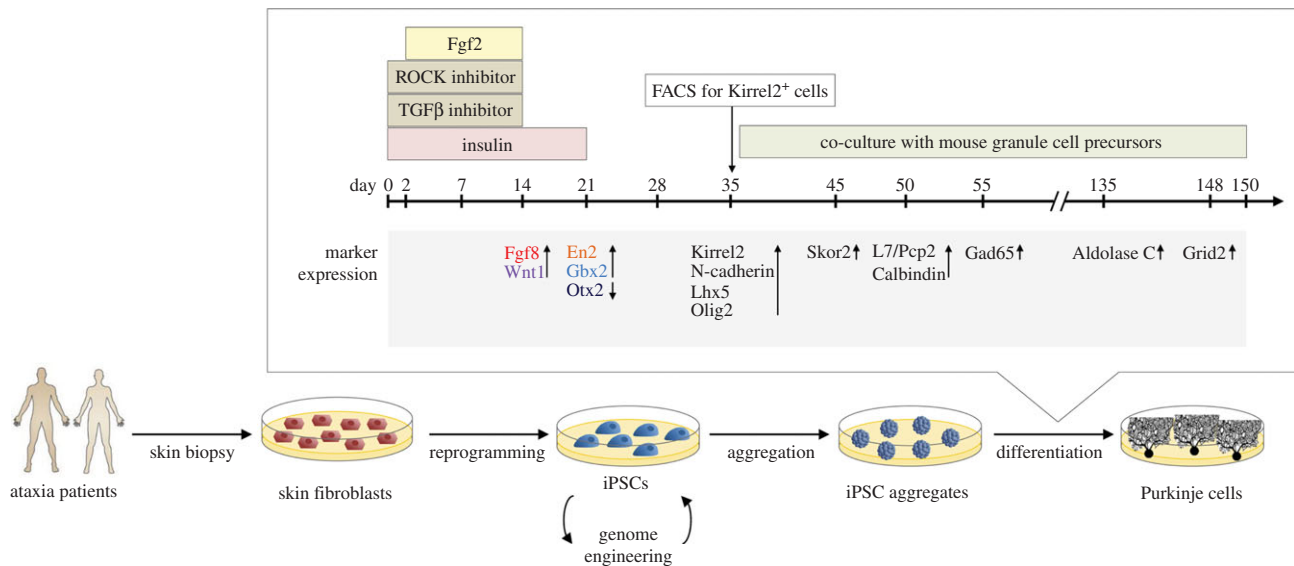 Fgf2
ROCK inhibitor
TGFβ inhibitor
insulin
FACS for Kirrel2⁺ cells
co-culture with mouse granule cell precursors
day 0 2 7 14 21 28 35 45 50 55 135 148 150
marker
expression
Fgf8
Wnt1
En2
Gbx2
Otx2
Kirrel2
N-cadherin
Lhx5
Olig2
Skor2
L7/Pcp2
Calbindin
Gad65
Aldolase C
Grid2
ataxia patients
skin biopsy
skin fibroblasts
reprogramming
iPSCs
genome
engineering
aggregation
iPSC aggregates
differentiation
Purkinje cells